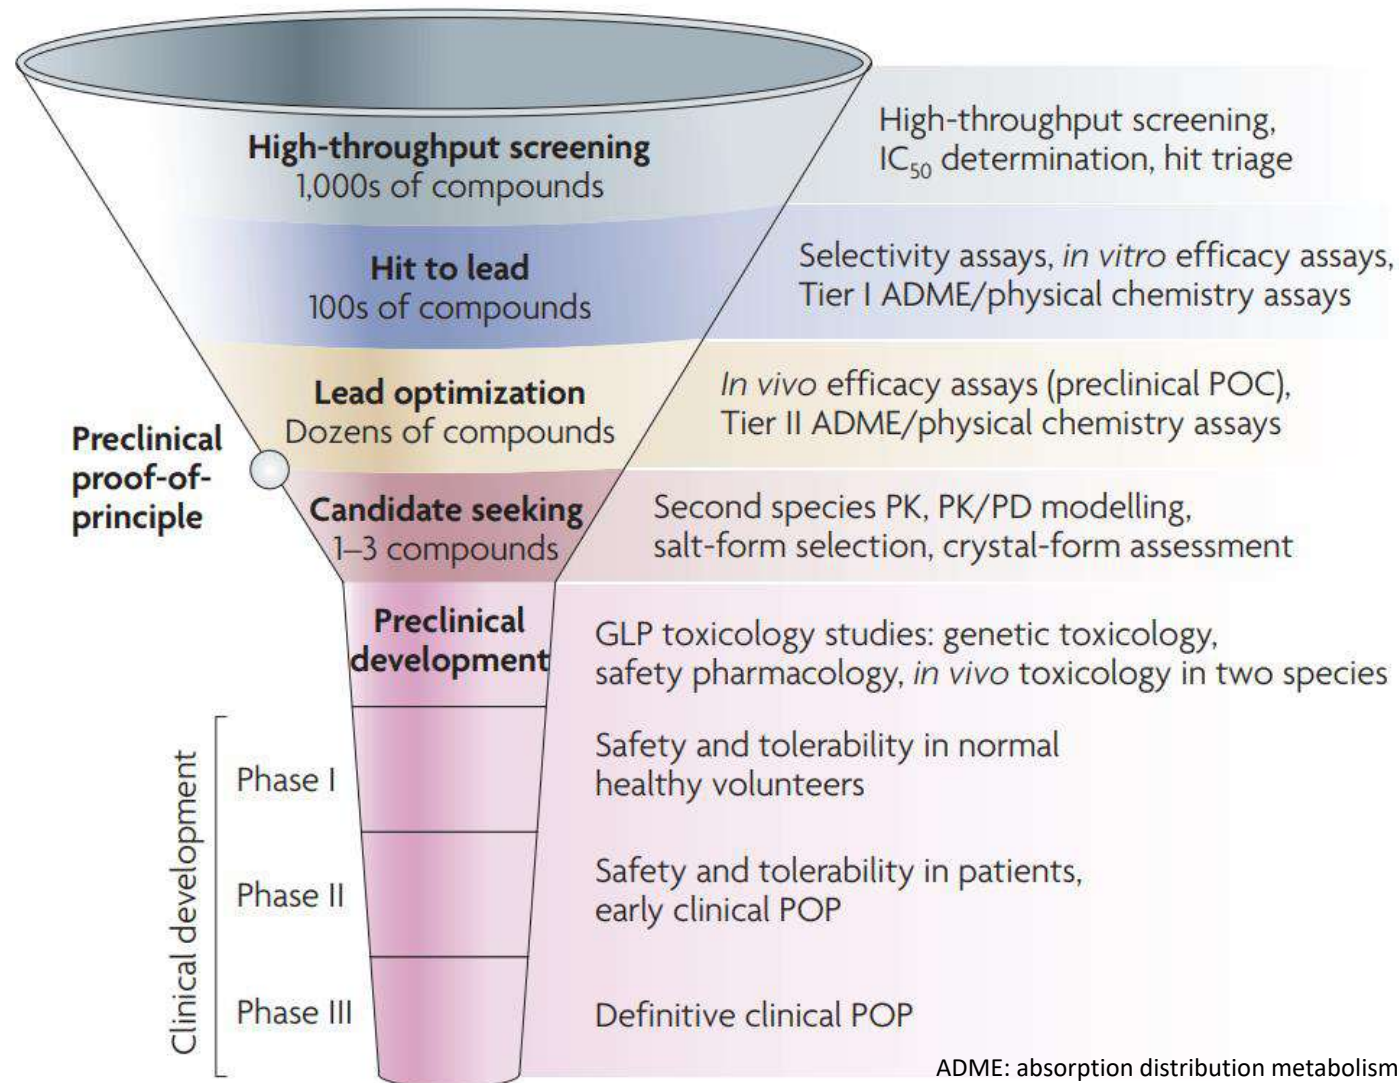 High-throughput screening
1,000s of compounds
High-throughput screening,
IC50 determination, hit triage
Hit to lead
100s of compounds
Selectivity assays, in vitro efficacy assays,
Tier I ADME/physical chemistry assays
Lead optimization
Dozens of compounds
In vivo efficacy assays (preclinical POC),
Tier II ADME/physical chemistry assays
Preclinical
proof-of-
principle
Candidate seeking
1–3 compounds
Second species PK, PK/PD modelling,
salt-form selection, crystal-form assessment
Preclinical
development
GLP toxicology studies: genetic toxicology,
safety pharmacology, in vivo toxicology in two species
Clinical development
Phase I
Safety and tolerability in normal
healthy volunteers
Phase II
Safety and tolerability in patients,
early clinical POP
Phase III
Definitive clinical POP
ADME: absorption distribution metabolism